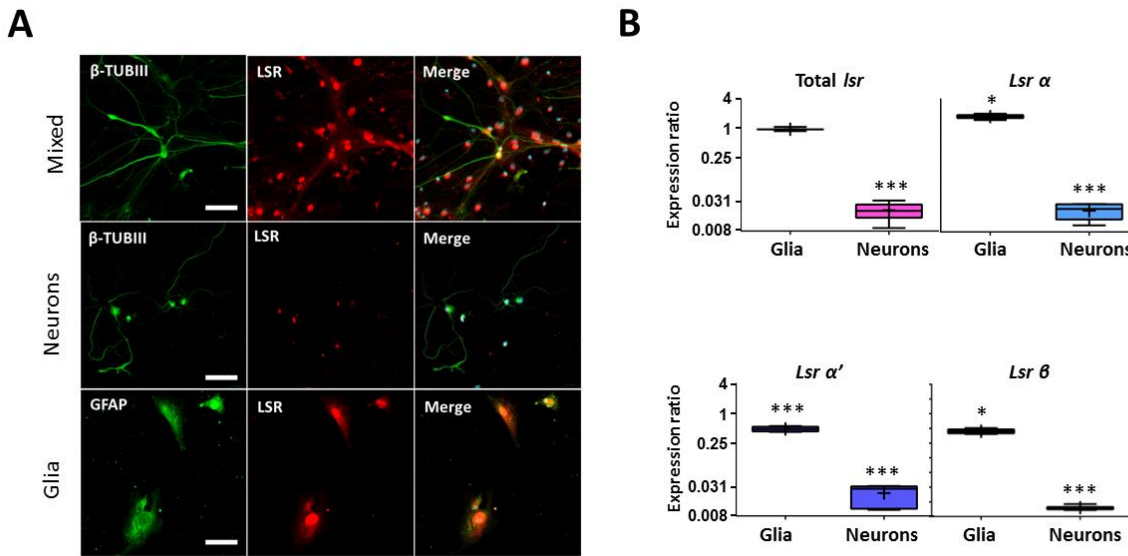 A
B
β-TUBIII
LSR
Merge
Mixed
β-TUBIII
LSR
Merge
Neurons
GFAP
LSR
Merge
Glia
Total lsr
Lsr α
Expression ratio
4
1
0.25
0.031
0.008
*
***
***
Glia
Neurons
Glia
Neurons
Lsr α’
Lsr β
Expression ratio
4
1
0.25
0.031
0.008
***
***
*
***
Glia
Neurons
Glia
Neurons